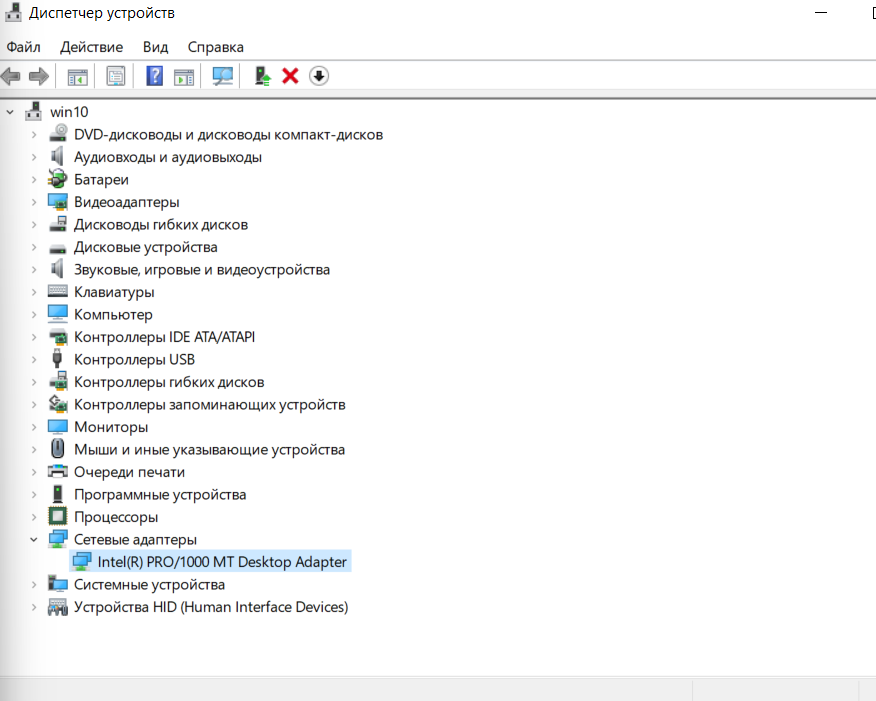 Диспетчер устройств
Файл Действие Вид Справка
win10
DVD-дисководы и дисководы компакт-дисков
Аудиовходы и аудиовыходы
Батареи
Видеоадаптеры
Дисководы гибких дисков
Дисковые устройства
Звуковые, игровые и видеоустройства
Клавиатуры
Компьютер
Контроллеры IDE ATA/ATAPI
Контроллеры USB
Контроллеры гибких дисков
Контроллеры запоминающих устройств
Мониторы
Мыши и иные указывающие устройства
Очереди печати
Программные устройства
Процессоры
Сетевые адаптеры
Intel(R) PRO/1000 MT Desktop Adapter
Системные устройства
Устройства HID (Human Interface Devices)